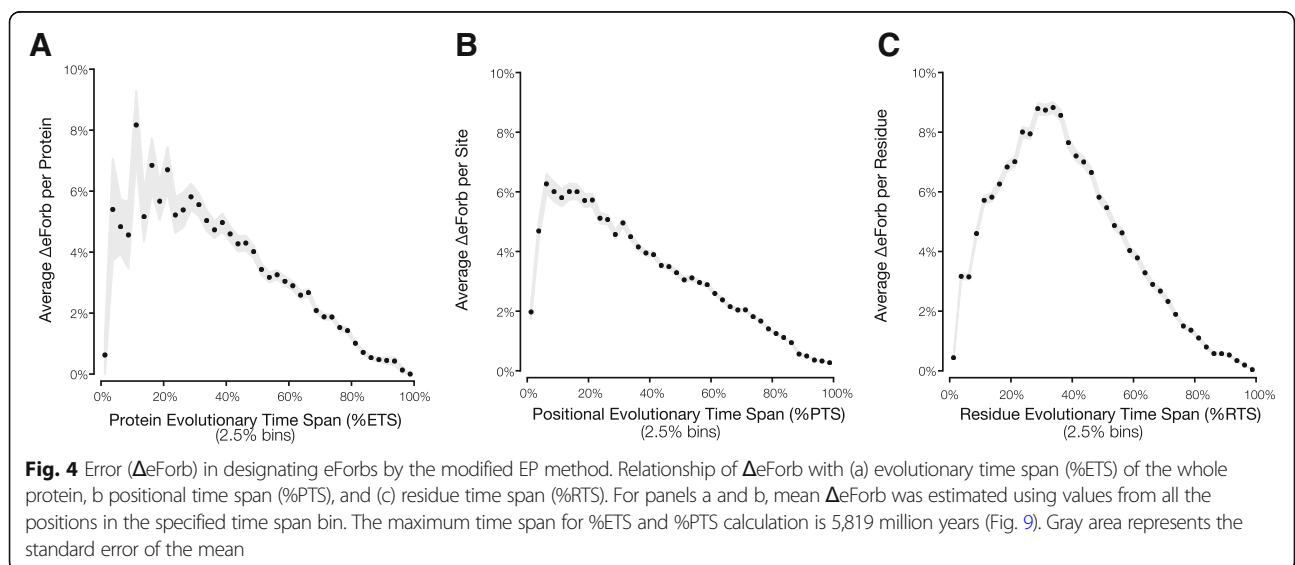 A
B
C
10%
8%
6%
4%
2%
0%
Average ΔeForb per Protein
0% 20% 40% 60% 80% 100%
Protein Evolutionary Time Span (%ETS)
(2.5% bins)
10%
8%
6%
4%
2%
0%
Average ΔeForb per Site
0% 20% 40% 60% 80% 100%
Positional Evolutionary Time Span (%PTS)
(2.5% bins)
10%
8%
6%
4%
2%
0%
Average ΔeForb per Residue
0% 20% 40% 60% 80% 100%
Residue Evolutionary Time Span (%RTS)
(2.5% bins)
Fig. 4 Error (ΔeForb) in designating eForbs by the modified EP method. Relationship of ΔeForb with (a) evolutionary time span (%ETS) of the whole
protein, b positional time span (%PTS), and (c) residue time span (%RTS). For panels a and b, mean ΔeForb was estimated using values from all the
positions in the specified time span bin. The maximum time span for %ETS and %PTS calculation is 5,819 million years (Fig. 9). Gray area represents the
standard error of the mean